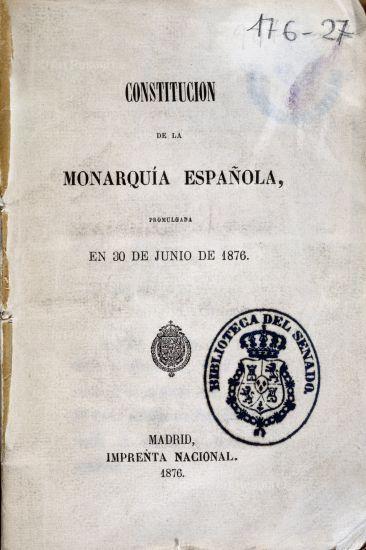 176-27
CONSTITUCION
DE LA
MONARQUÍA ESPAÑOLA,
PROMULGADA
EN 30 DE JUNIO DE 1876.
BIBLIOTECA DEL SENADO.
MADRID,
IMPRENTA NACIONAL.
1876.